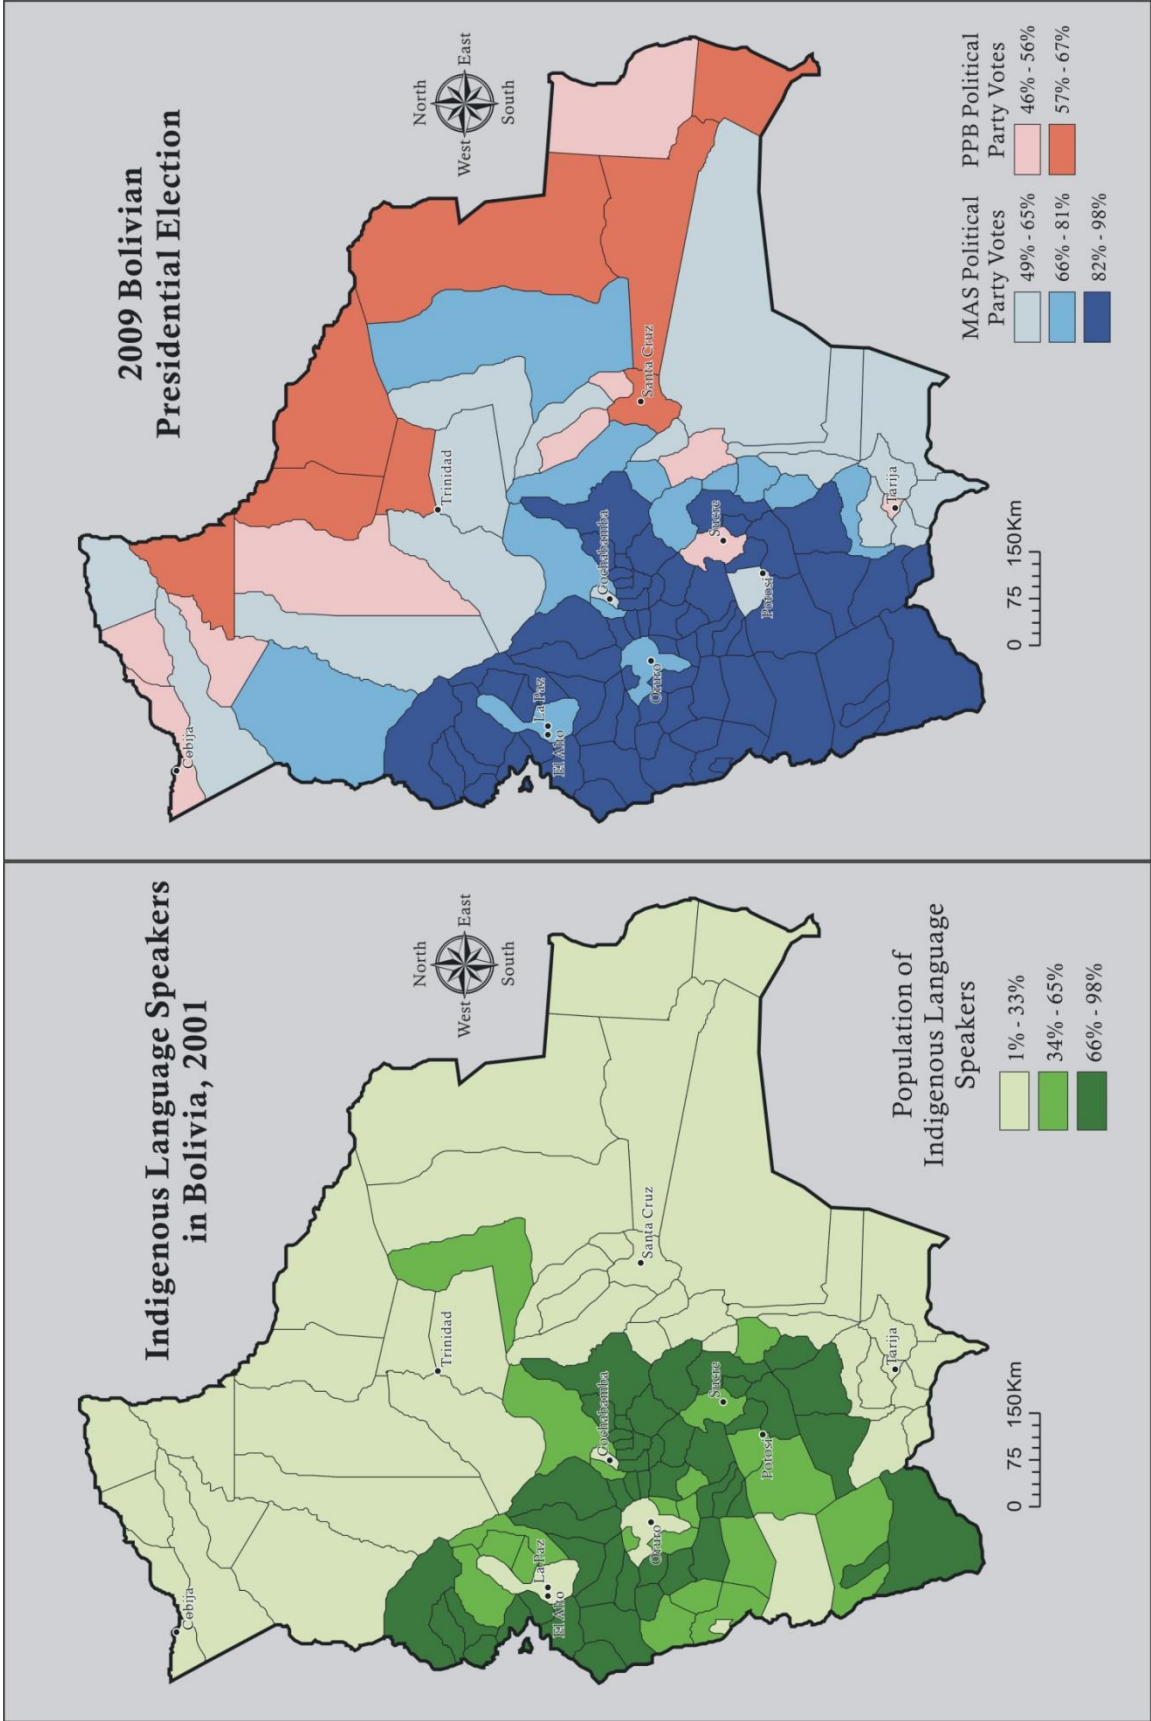 Indigenous Language Speakers
in Bolivia, 2001
North
West
East
South
Cobija
Trinidad
La Paz
El Alto
Cochabamba
Oruro
Santa Cruz
Sucre
Potosí
Tarija
0 75 150Km
Population of
Indigenous Language
Speakers
1% - 33%
34% - 65%
66% - 98%
2009 Bolivian
Presidential Election
North
West
East
South
Cobija
Trinidad
La Paz
El Alto
Cochabamba
Oruro
Santa Cruz
Sucre
Potosí
Tarija
0 75 150Km
MAS Political
Party Votes
49% - 65%
66% - 81%
82% - 98%
PPB Political
Party Votes
46% - 56%
57% - 67%